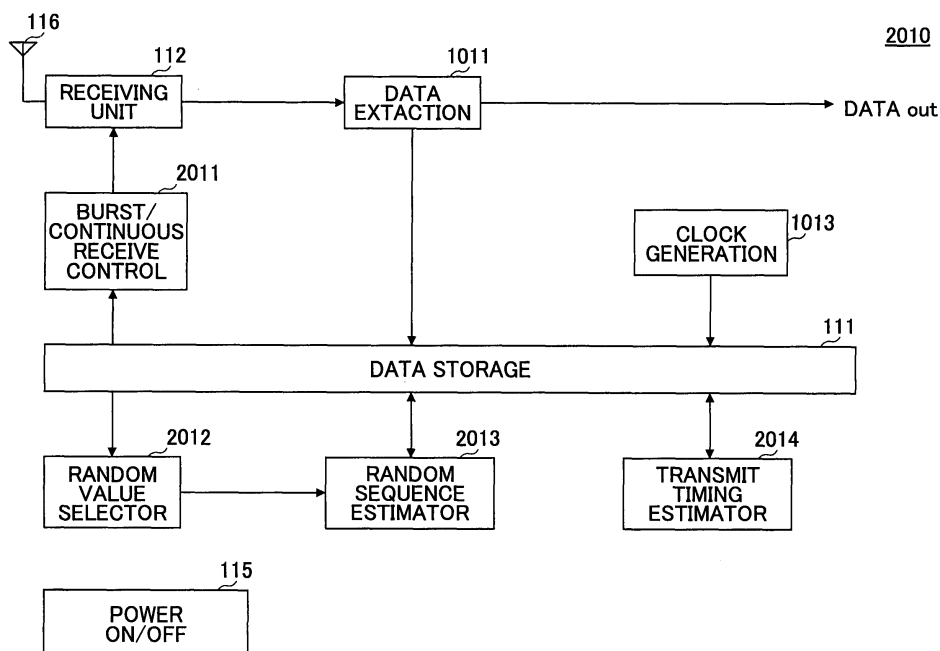 116
2010
112
RECEIVING
UNIT
1011
DATA
EXTACTION
DATA out
2011
BURST/
CONTINUOUS
RECEIVE
CONTROL
1013
CLOCK
GENERATION
111
DATA STORAGE
2012
RANDOM
VALUE
SELECTOR
2013
RANDOM
SEQUENCE
ESTIMATOR
2014
TRANSMIT
TIMING
ESTIMATOR
115
POWER
ON/OFF